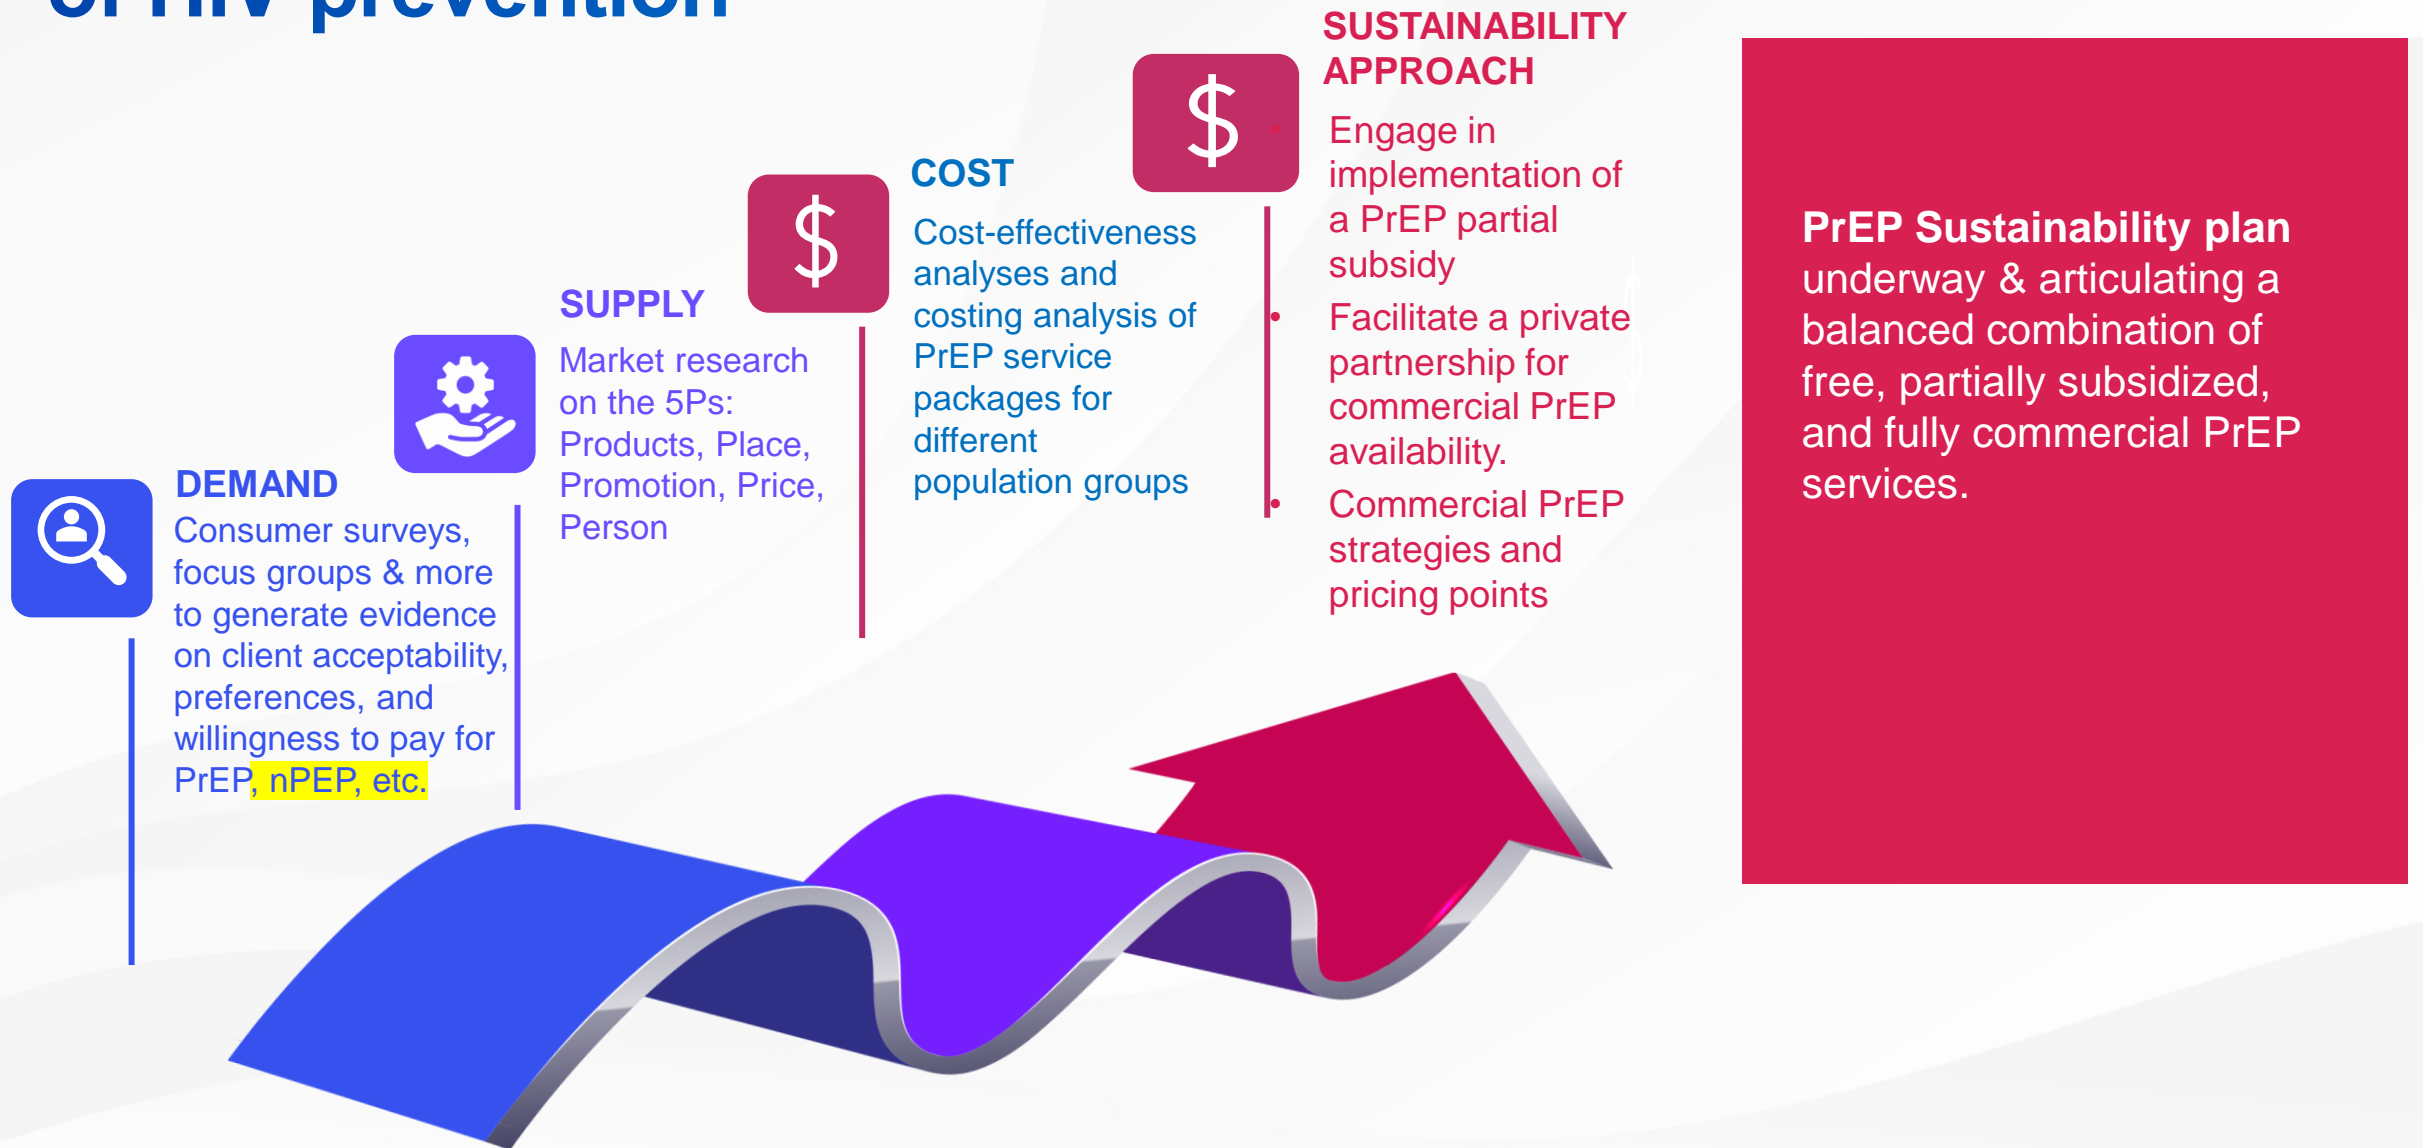 of HIV prevention
DEMAND
Consumer surveys,
focus groups & more
to generate evidence
on client acceptability,
preferences, and
willingness to pay for
PrEP, nPEP, etc.
SUPPLY
Market research
on the 5Ps:
Products, Place,
Promotion, Price,
Person
$
COST
Cost-effectiveness
analyses and
costing analysis of
PrEP service
packages for
different
population groups
$
SUSTAINABILITY
APPROACH
• Engage in
implementation of
a PrEP partial
subsidy
• Facilitate a private
partnership for
commercial PrEP
availability.
• Commercial PrEP
strategies and
pricing points
$
PrEP Sustainability plan
underway & articulating a
balanced combination of
free, partially subsidized,
and fully commercial PrEP
services.